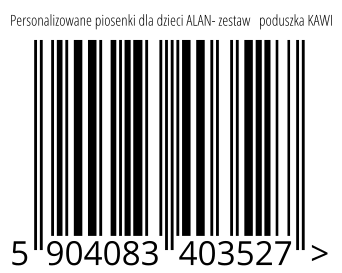 Personalizowane piosenki dla dzieci ALAN- zestaw  poduszka KAWI
5 904083 403527 >